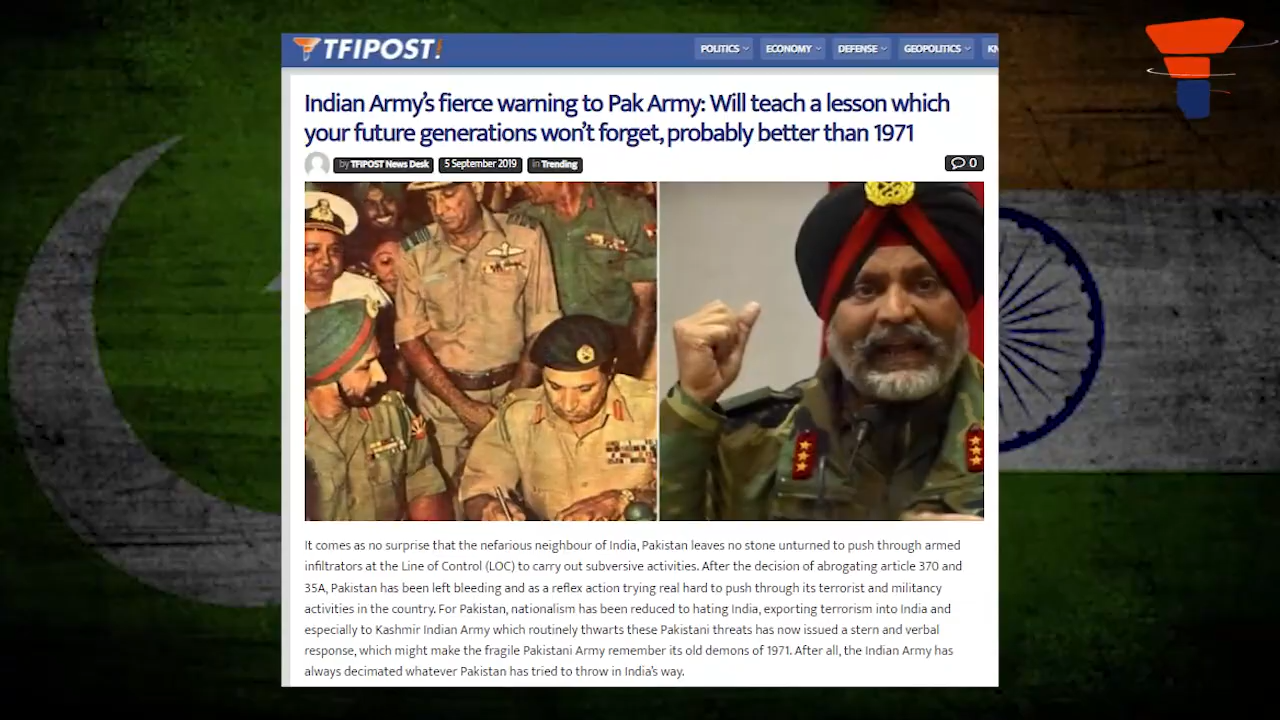 TFIPOST!
POLITICS ECONOMY DEFENSE GEOPOLITICS KN
Indian Army's fierce warning to Pak Army: Will teach a lesson which
your future generations won't forget, probably better than 1971
by TFIPOST News Desk 5 September 2019 in Trending 0
It comes as no surprise that the nefarious neighbour of India, Pakistan leaves no stone unturned to push through armed
infiltrators at the Line of Control (LOC) to carry out subversive activities. After the decision of abrogating article 370 and
35A, Pakistan has been left bleeding and as a reflex action trying real hard to push through its terrorist and militancy
activities in the country. For Pakistan, nationalism has been reduced to hating India, exporting terrorism into India and
especially to Kashmir Indian Army which routinely thwarts these Pakistani threats has now issued a stern and verbal
response, which might make the fragile Pakistani Army remember its old demons of 1971. After all, the Indian Army has
always decimated whatever Pakistan has tried to throw in India's way.